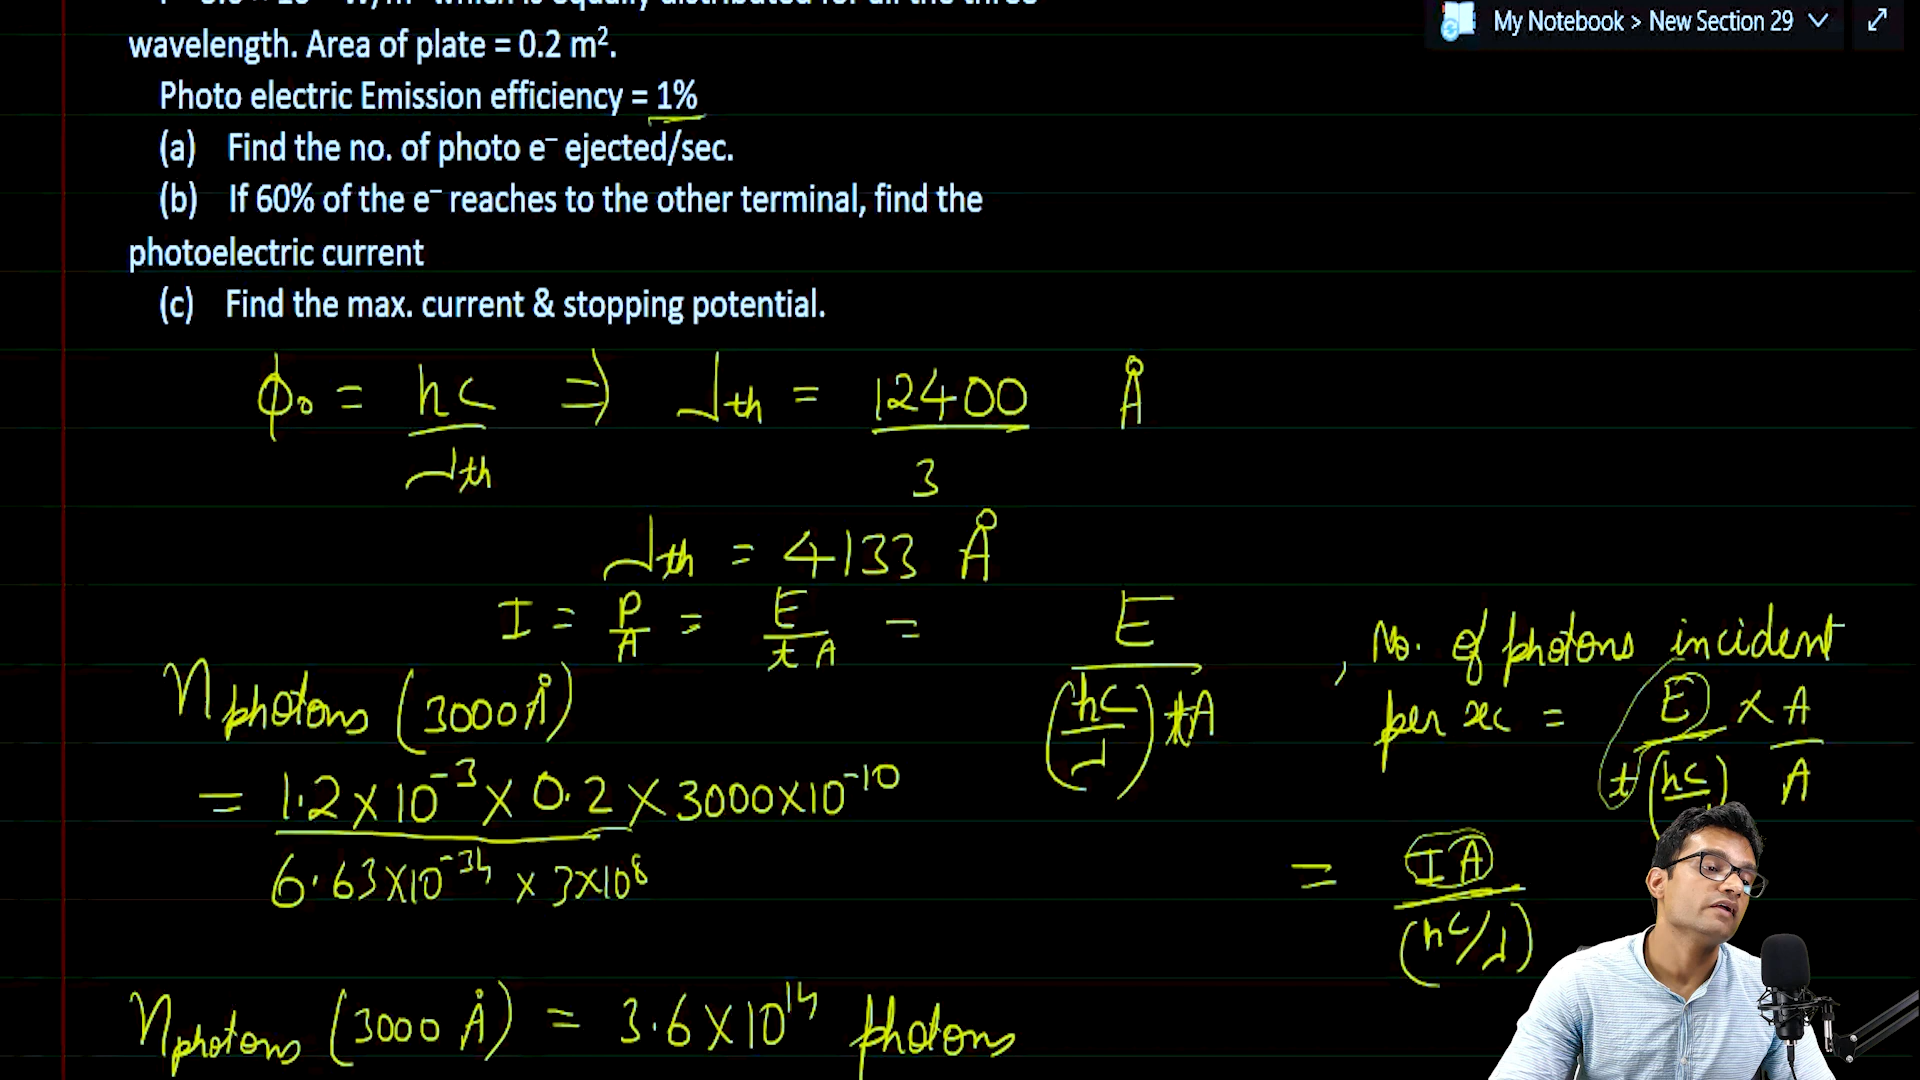 My Notebook > New Section 29
wavelength. Area of plate = 0.2 m².
Photo electric Emission efficiency = 1%
(a) Find the no. of photo e⁻ ejected/sec.
(b) If 60% of the e⁻ reaches to the other terminal, find the
photoelectric current
(c) Find the max. current & stopping potential.
ϕ₀ = hc/λth ⇒ λth = 12400/3 Å
λth = 4133 Å
I = P/A = E/tA = E/(hc/λ)tA , No. of photons incident
per sec = E/t(hc) × A/A
ηphotons (3000Å)
= 1.2×10⁻³ × 0.2 × 3000×10⁻¹⁰ / 6.63×10⁻³⁴ × 3×10⁸
= IA/(hc/λ)
ηphotons (3000 Å) = 3.6×10¹⁴ photons